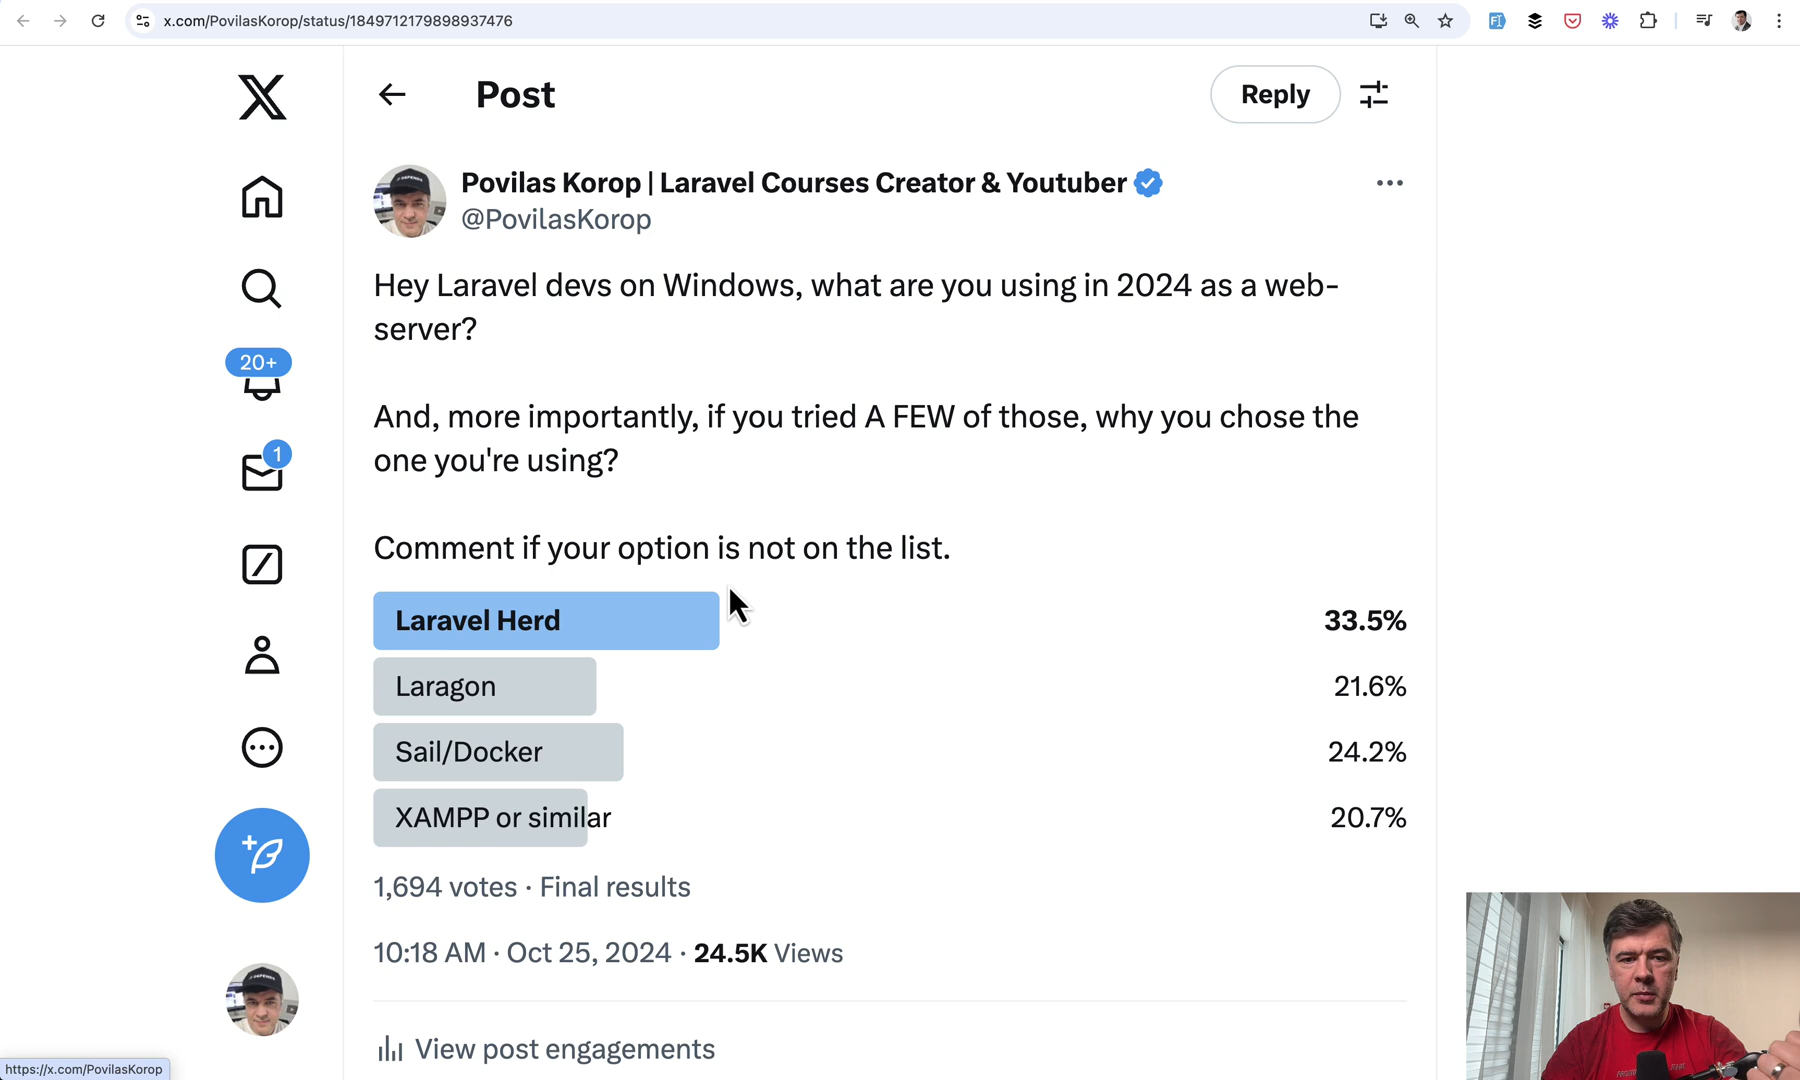 x.com/PovilasKorop/status/1849712179898937476
Post
Reply
Povilas Korop | Laravel Courses Creator & Youtuber
@PovilasKorop
Hey Laravel devs on Windows, what are you using in 2024 as a web-
server?
And, more importantly, if you tried A FEW of those, why you chose the
one you're using?
Comment if your option is not on the list.
20+
1
Laravel Herd 33.5%
Laragon 21.6%
Sail/Docker 24.2%
XAMPP or similar 20.7%
1,694 votes · Final results
10:18 AM · Oct 25, 2024 · 24.5K Views
View post engagements
https://x.com/PovilasKorop